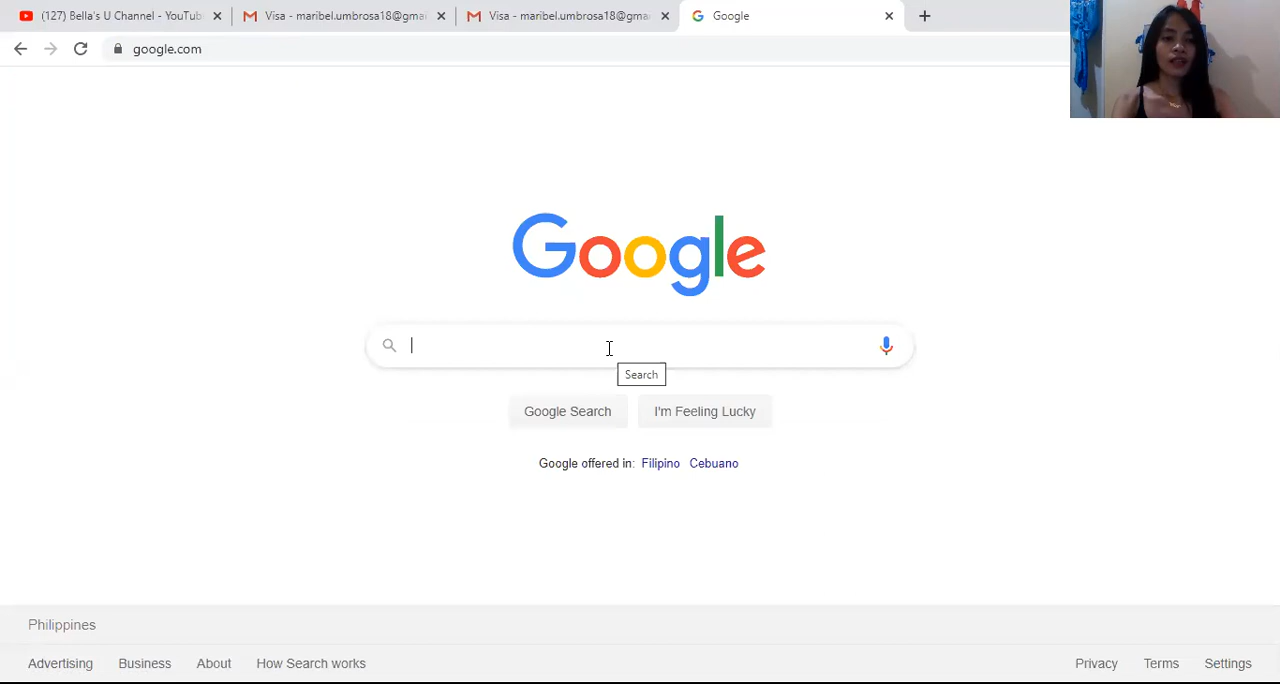 (127) Bella's U Channel - YouTub
Visa - maribel.umbrosa18@gmai
Visa - maribel.umbrosa18@gma
Google
google.com
Google
Search
Google Search
I'm Feeling Lucky
Google offered in: Filipino Cebuano
Philippines
Advertising Business About How Search works
Privacy Terms Settings